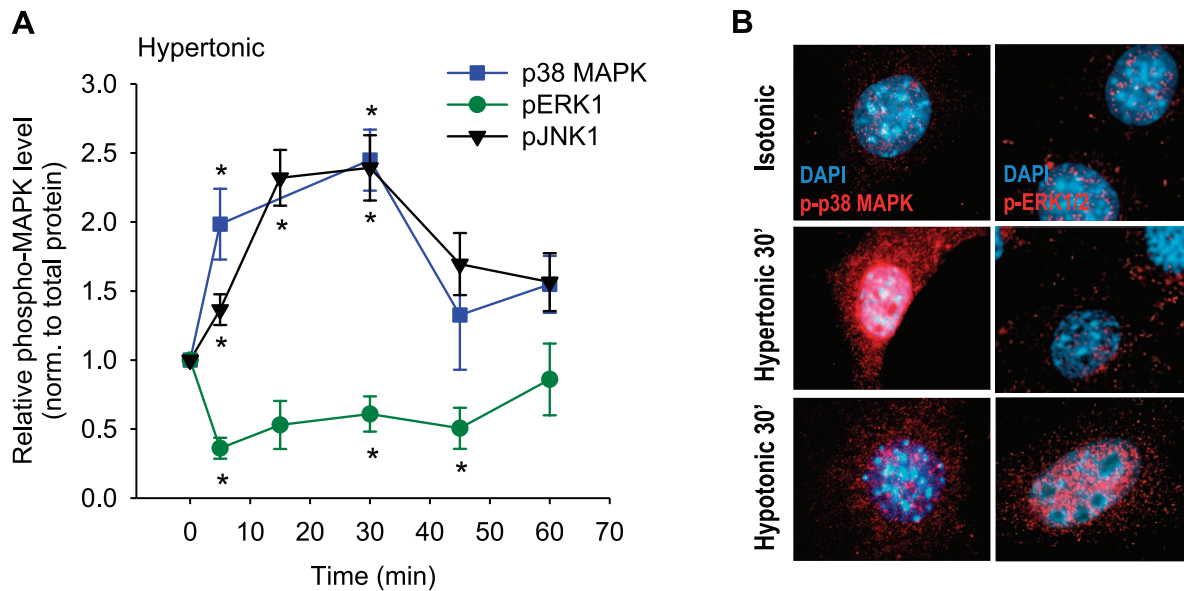 A
Hypertonic
p38 MAPK
pERK1
pJNK1
Relative phospho-MAPK level
(norm. to total protein)
3.0
2.5
2.0
1.5
1.0
0.5
0.0
* * * * * * * *
0 10 20 30 40 50 60 70
Time (min)
B
Isotonic
DAPI
p-p38 MAPK
DAPI
p-ERK1/2
Hypertonic 30’
Hypotonic 30’